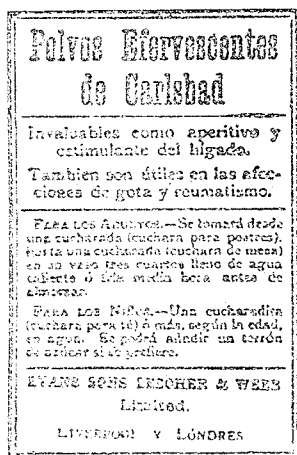 Polvos Efervescentes
de Carlsbad
Invaluables como aperitivo y
estimulante del hígado.
También son útiles en las afec-
ciones de gota y reumatismo.
PARA LOS ADULTOS.—Se tomará desde
una cucharada (cuchara para postres),
hasta una cucharada (cuchara de mesa)
en un vaso tres cuartos lleno de agua
caliente ó fría media hora antes de
almorzar.
PARA LOS NIÑOS.—Una cucharadita
(cuchara para té) ó más, según la edad,
en agua. Se podrá añadir un terrón
de azúcar si se prefiere.
EVANS SONS LESCHER & WEBB
Limited.
LIVERPOOL Y LÓNDRES